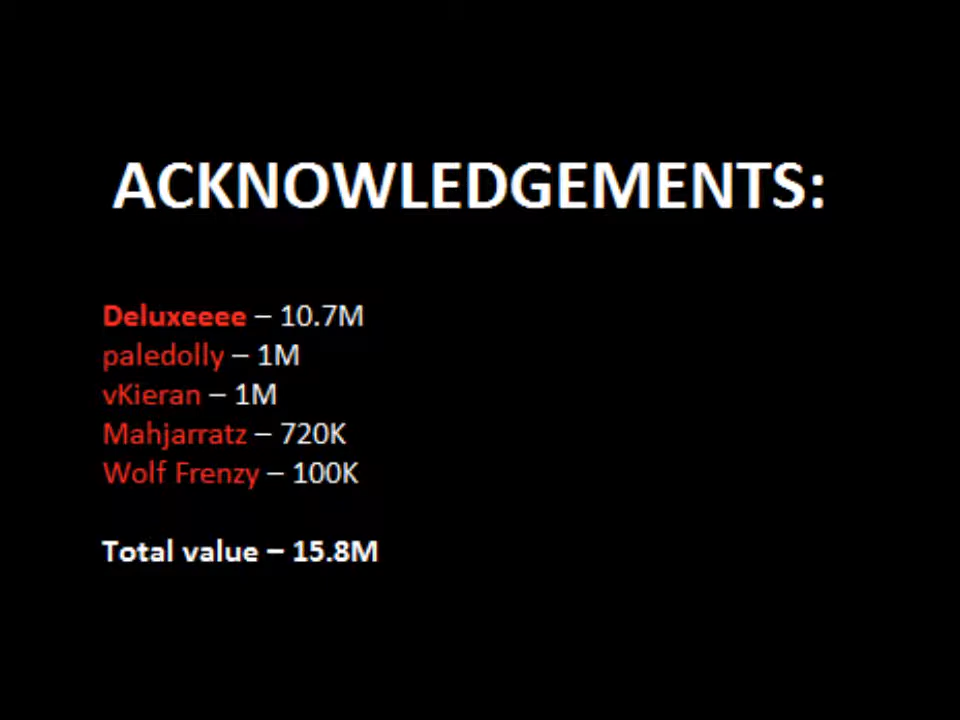 ACKNOWLEDGEMENTS:
Deluxeeee – 10.7M
paledolly – 1M
vKieran – 1M
Mahjarratz – 720K
Wolf Frenzy – 100K
Total value – 15.8M